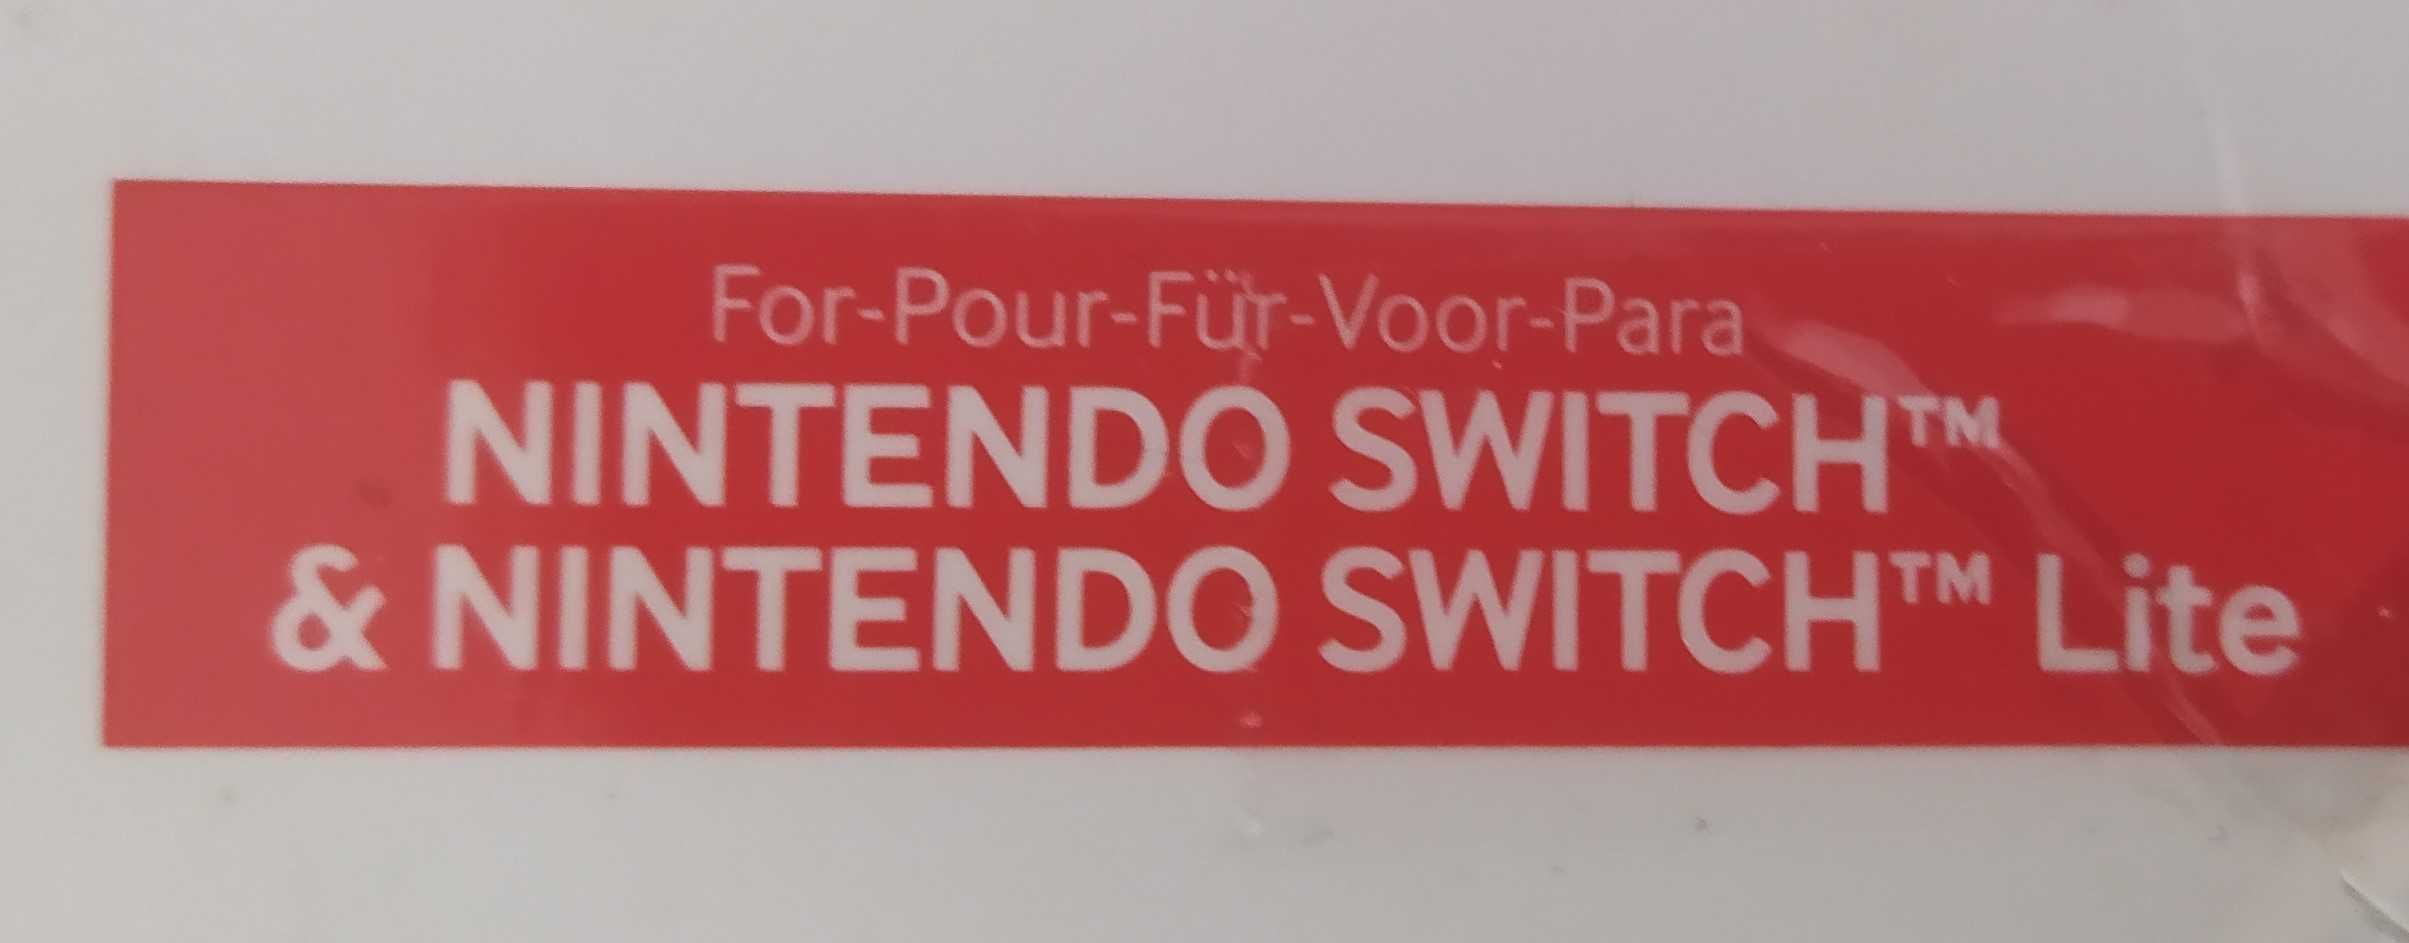 For-Pour-Für-Voor-Para
NINTENDO SWITCH™
& NINTENDO SWITCH™ Lite